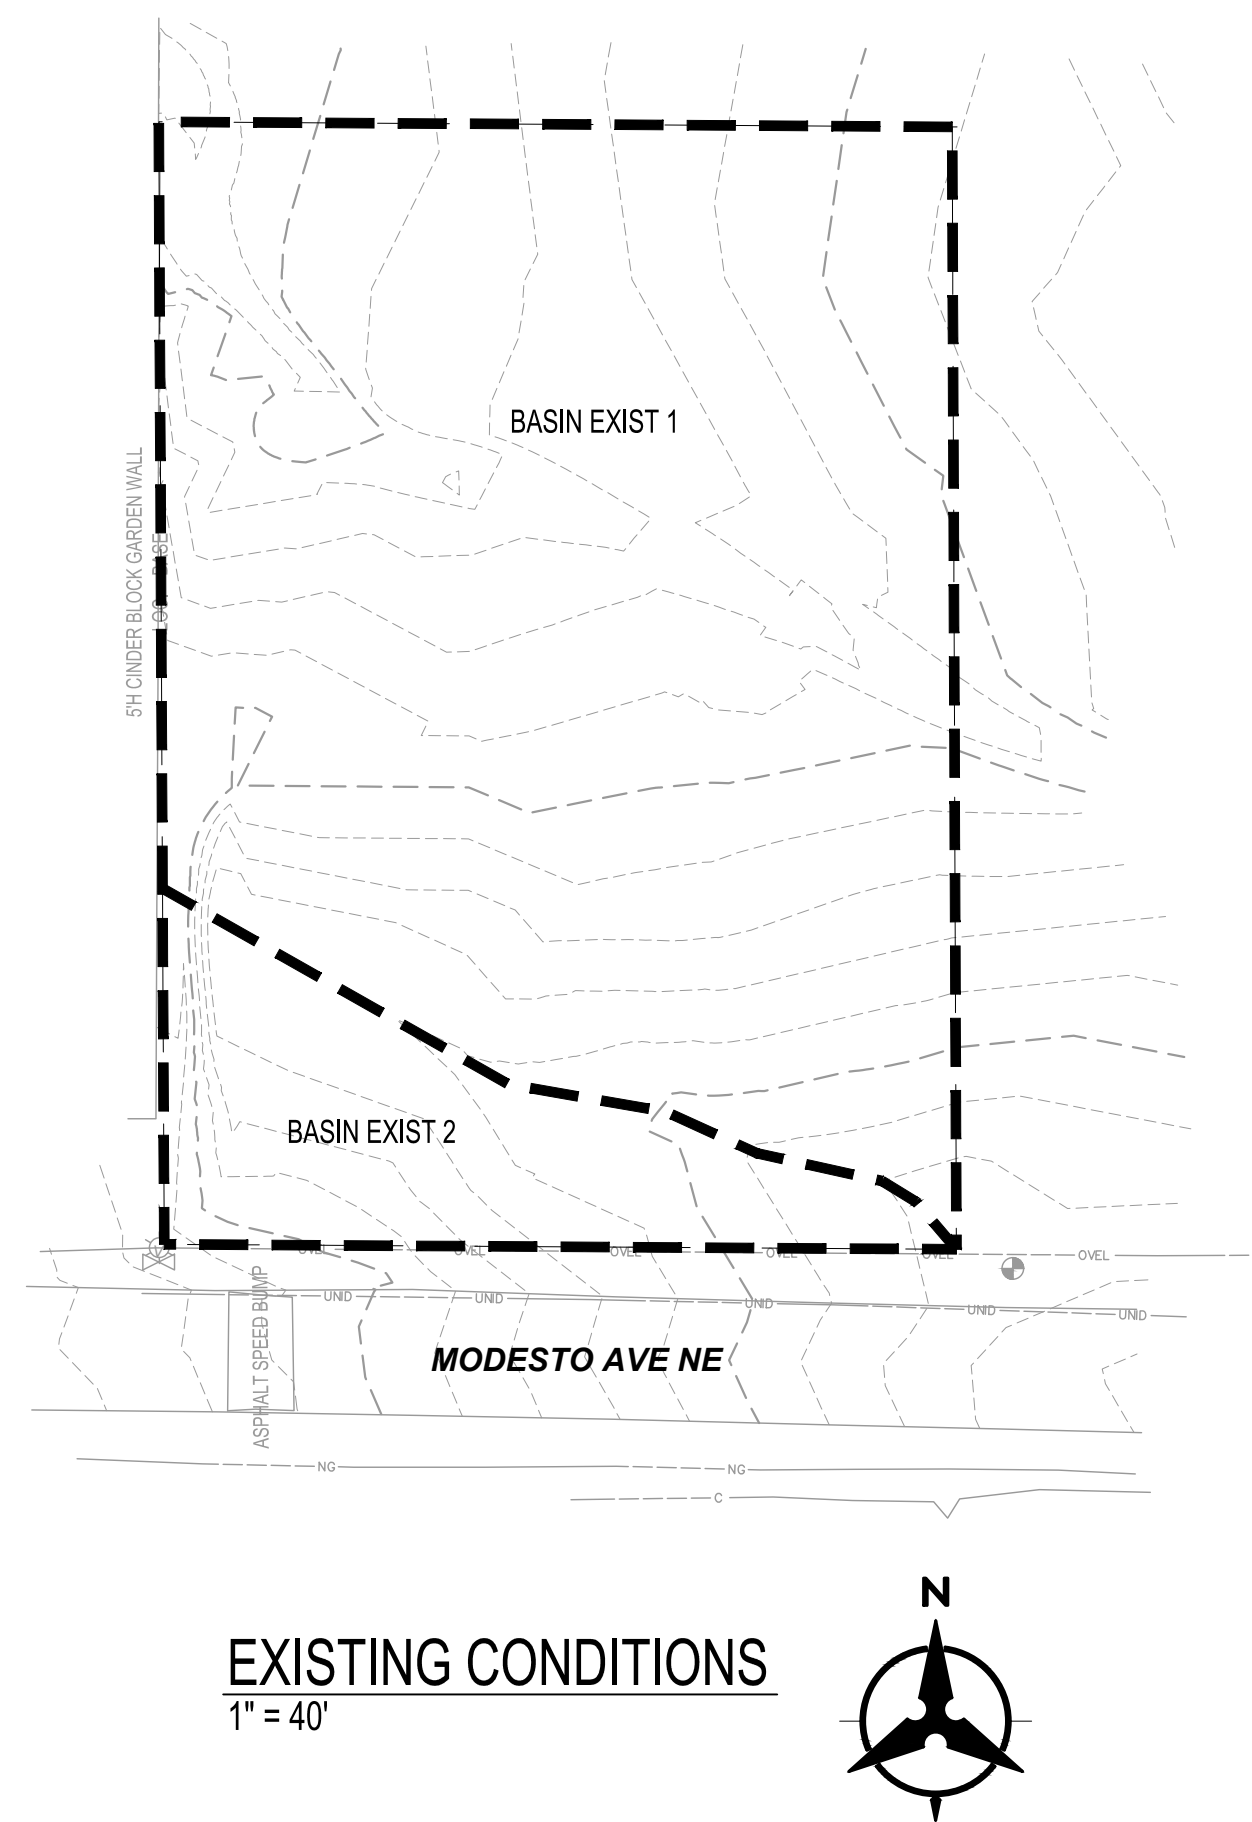 BASIN EXIST 1
5'H CINDER BLOCK GARDEN WALL
BASE
BASIN EXIST 2
OVEL
OVEL
OVEL
OVEL
OVEL
OVEL
UNID
UNID
UNID
UNID
UNID
ASPHALT SPEED BUMP
MODESTO AVE NE
NG
NG
C
N
EXISTING CONDITIONS
1" = 40'